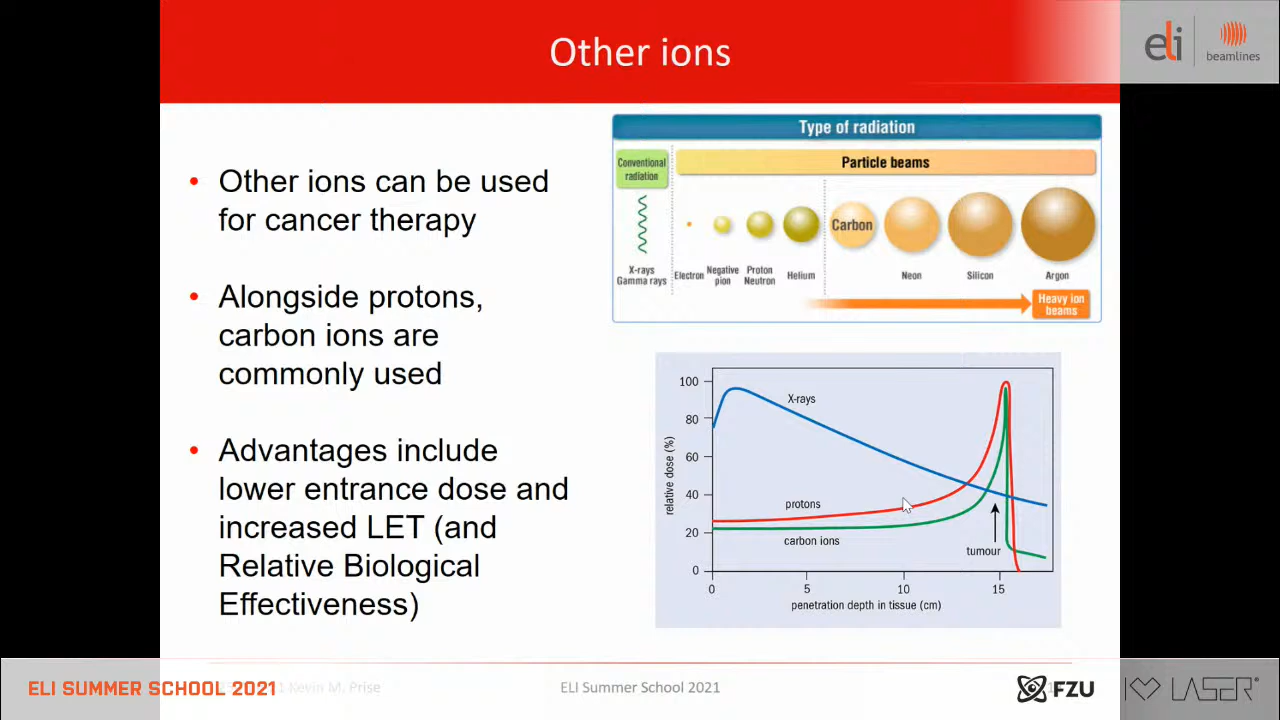 Other ions
eli
beamlines
• Other ions can be used
for cancer therapy
• Alongside protons,
carbon ions are
commonly used
• Advantages include
lower entrance dose and
increased LET (and
Relative Biological
Effectiveness)
Type of radiation
Conventional
radiation
Particle beams
Carbon
X-rays
Gamma rays
Electron
Negative
pion
Proton
Neutron
Helium
Neon
Silicon
Argon
Heavy ion
beams
relative dose (%)
100
80
60
40
20
0
X-rays
protons
carbon ions
tumour
0
5
10
15
penetration depth in tissue (cm)
ELI SUMMER SCHOOL 2021
Kevin M. Prise
ELI Summer School 2021
FZU
LASER